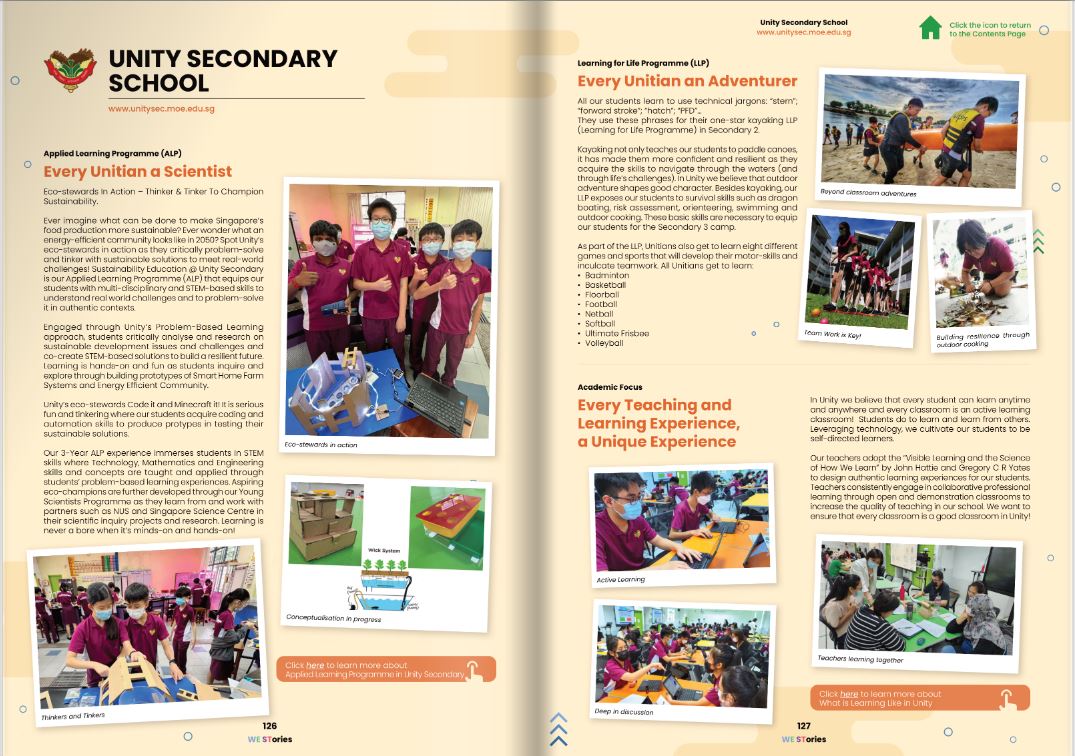 UNITY SECONDARY
SCHOOL
www.unitysec.moe.edu.sg
Applied Learning Programme (ALP)
Every Unitian a Scientist
Eco-stewards In Action – Thinker & Tinker To Champion
Sustainability.
Ever imagine what can be done to make Singapore's
food production more sustainable? Ever wonder what an
energy-efficient community looks like in 2050? Spot Unity's
eco-stewards in action as they critically problem-solve
and tinker with sustainable solutions to meet real-world
challenges! Sustainability Education @ Unity Secondary
is our Applied Learning Programme (ALP) that equips our
students with multi-disciplinary and STEM-based skills to
understand real world challenges and to problem-solve
it in authentic contexts.
Engaged through Unity's Problem-Based Learning
approach, students critically analyse and research on
sustainable development issues and challenges and
co-create STEM-based solutions to build a resilient future.
Learning is hands-on and fun as students inquire and
explore through building prototypes of Smart Home Farm
Systems and Energy Efficient Community.
Unity's eco-stewards Code it and Minecraft it! It is serious
fun and tinkering where our students acquire coding and
automation skills to produce protypes in testing their
sustainable solutions.
Our 3-Year ALP experience immerses students in STEM
skills where Technology, Mathematics and Engineering
skills and concepts are taught and applied through
students' problem-based learning experiences. Aspiring
eco-champions are further developed through our Young
Scientists Programme as they learn from and work with
partners such as NUS and Singapore Science Centre in
their scientific inquiry projects and research. Learning is
never a bore when it's minds-on and hands-on!
Thinkers and Tinkers
Eco-stewards in action
Wick System
Conceptualisation in progress
Click here to learn more about
Applied Learning Programme in Unity Secondary
126
WE STories
Unity Secondary School
www.unitysec.moe.edu.sg
Click the icon to return
to the Contents Page
Learning for Life Programme (LLP)
Every Unitian an Adventurer
All our students learn to use technical jargons: "stern";
"forward stroke"; "hatch"; "PFD"...
They use these phrases for their one-star kayaking LLP
(Learning for Life Programme) in Secondary 2.
Kayaking not only teaches our students to paddle canoes,
it has made them more confident and resilient as they
acquire the skills to navigate through the waters (and
through life's challenges). In Unity we believe that outdoor
adventure shapes good character. Besides kayaking, our
LLP exposes our students to survival skills such as dragon
boating, risk assessment, orienteering, swimming and
outdoor cooking. These basic skills are necessary to equip
our students for the Secondary 3 camp.
As part of the LLP, Unitians also get to learn eight different
games and sports that will develop their motor-skills and
inculcate teamwork. All Unitians get to learn:
• Badminton
• Basketball
• Floorball
• Football
• Netball
• Softball
• Ultimate Frisbee
• Volleyball
Beyond classroom adventures
Team Work is Key!
Building resilience through
outdoor cooking
Academic Focus
Every Teaching and
Learning Experience,
a Unique Experience
Active Learning
Deep in discussion
In Unity we believe that every student can learn anytime
and anywhere and every classroom is an active learning
classroom! Students do to learn and learn from others.
Leveraging technology, we cultivate our students to be
self-directed learners.
Our teachers adopt the "Visible Learning and the Science
of How We Learn" by John Hattie and Gregory C R Yates
to design authentic learning experiences for our students.
Teachers consistently engage in collaborative professional
learning through open and demonstration classrooms to
increase the quality of teaching in our school. We want to
ensure that every classroom is a good classroom in Unity!
Teachers learning together
Click here to learn more about
What is Learning Like in Unity
127
WE STories